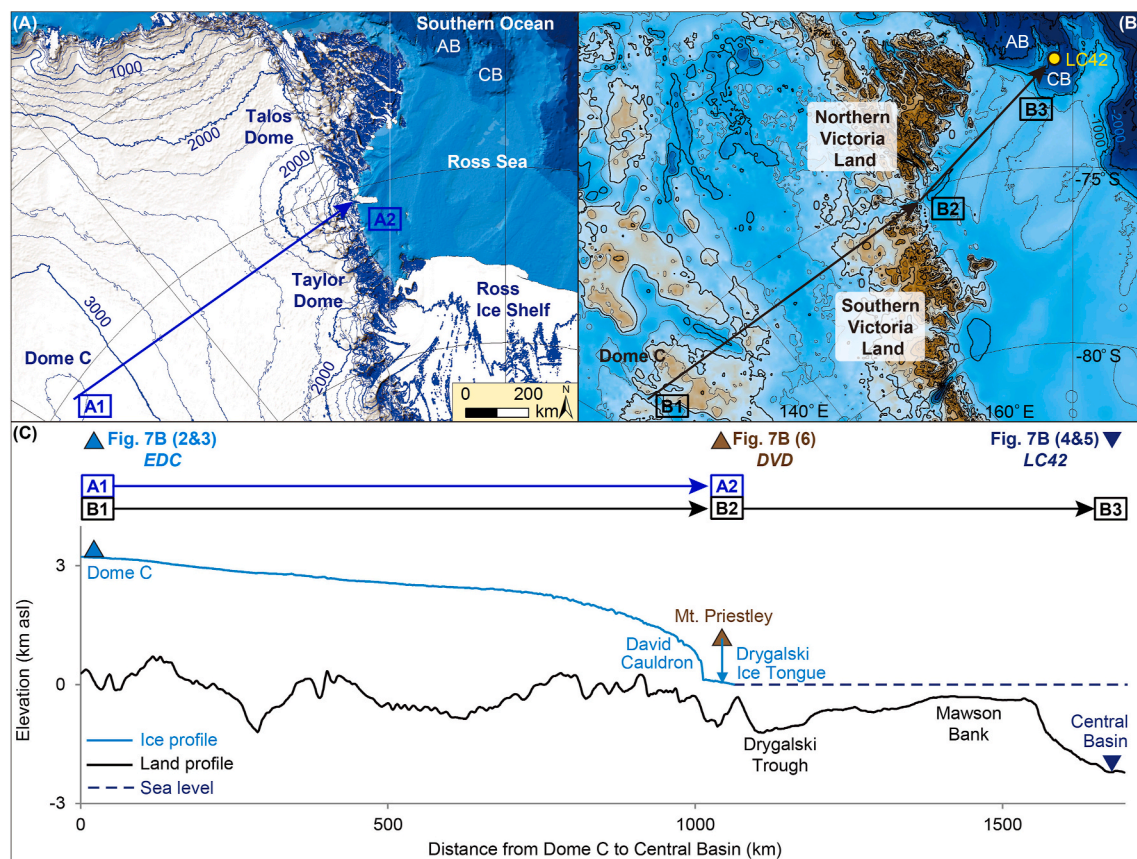 (A)
Southern Ocean
AB
CB
1000
2000
Talos
Dome
2000
Ross Sea
A2
Taylor
Dome
Ross
Ice Shelf
3000
Dome C
2000
A1
0 200
km
N
(B)
AB
LC42
CB
B3
-1000
-2000
Northern
Victoria
Land
-75°S
B2
Southern
Victoria
Land
Dome C
-80°S
B1
140°E
160°E
(C)
Fig. 7B (2&3)
EDC
Fig. 7B (6)
DVD
Fig. 7B (4&5)
LC42
A1
A2
B1
B2
B3
Elevation (km asl)
3
0
-3
Dome C
Mt. Priestley
David
Cauldron
Drygalski
Ice Tongue
Drygalski
Trough
Mawson
Bank
Central
Basin
Ice profile
Land profile
Sea level
0
500
1000
1500
Distance from Dome C to Central Basin (km)